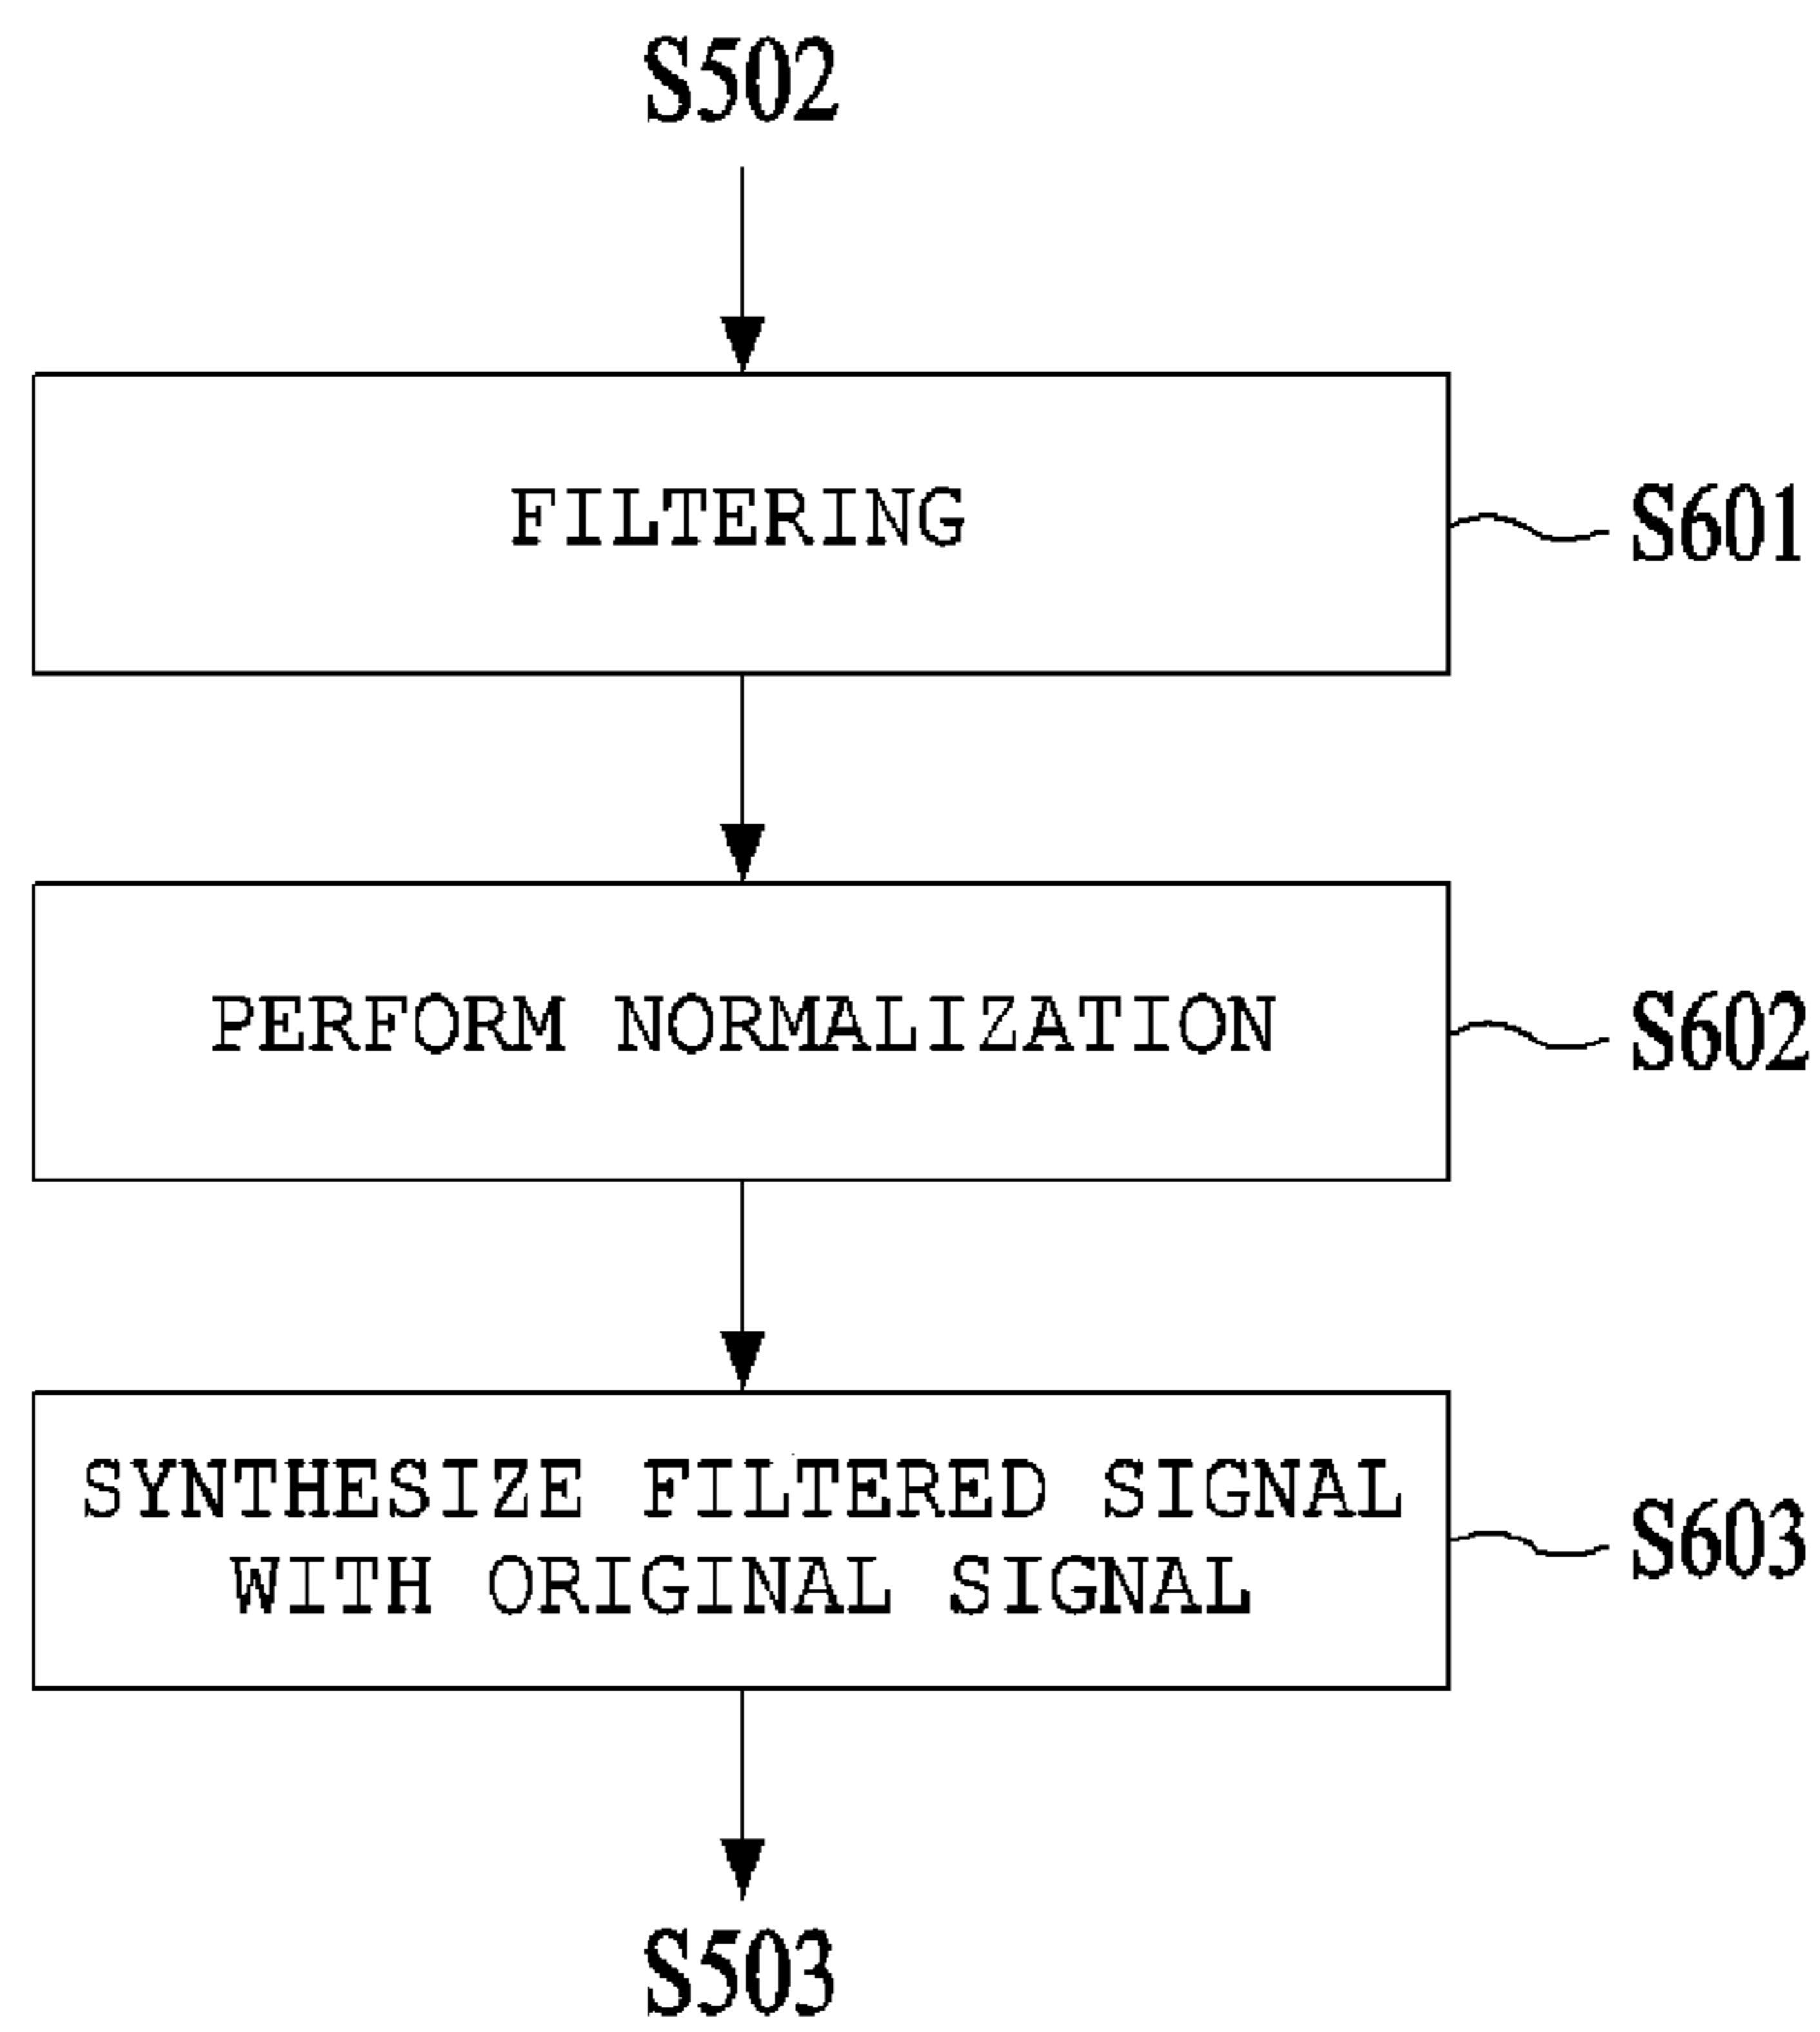 S502
FILTERING
S601
PERFORM NORMALIZATION
S602
SYNTHESIZE FILTERED SIGNAL
WITH ORIGINAL SIGNAL
S603
S503